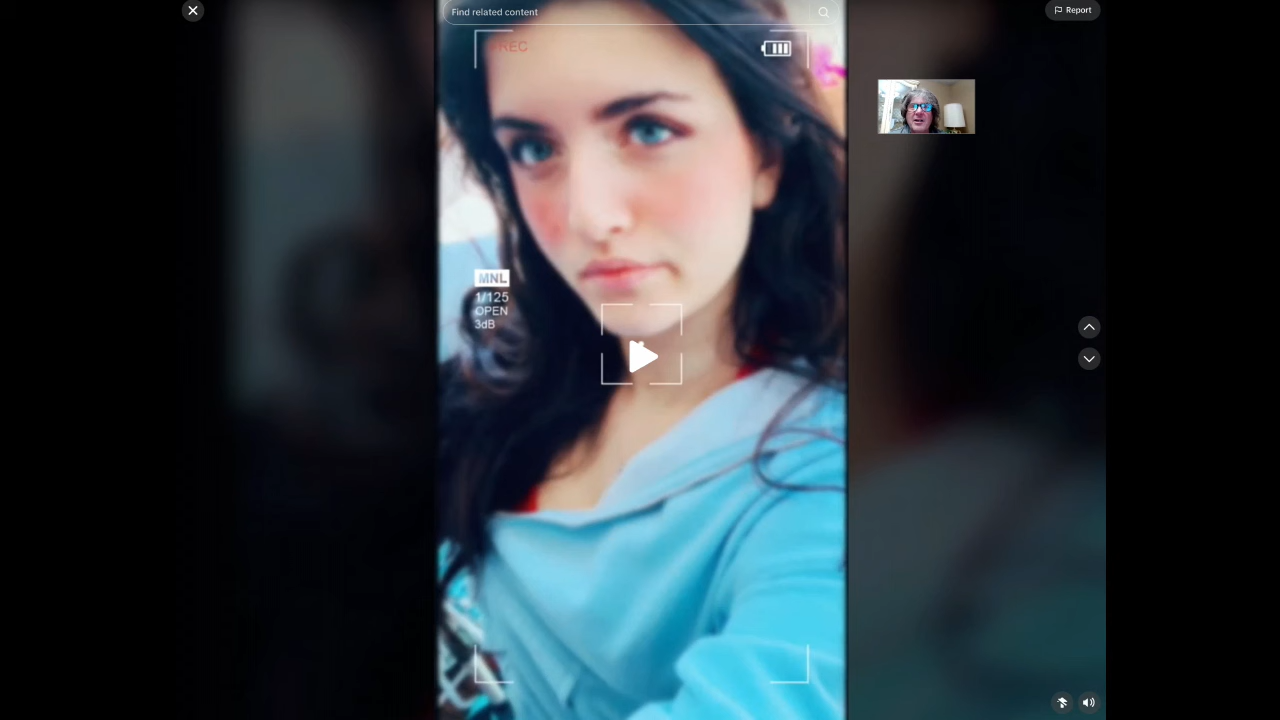 Find related content
Report
REC
MNL
1/125
OPEN
3dB